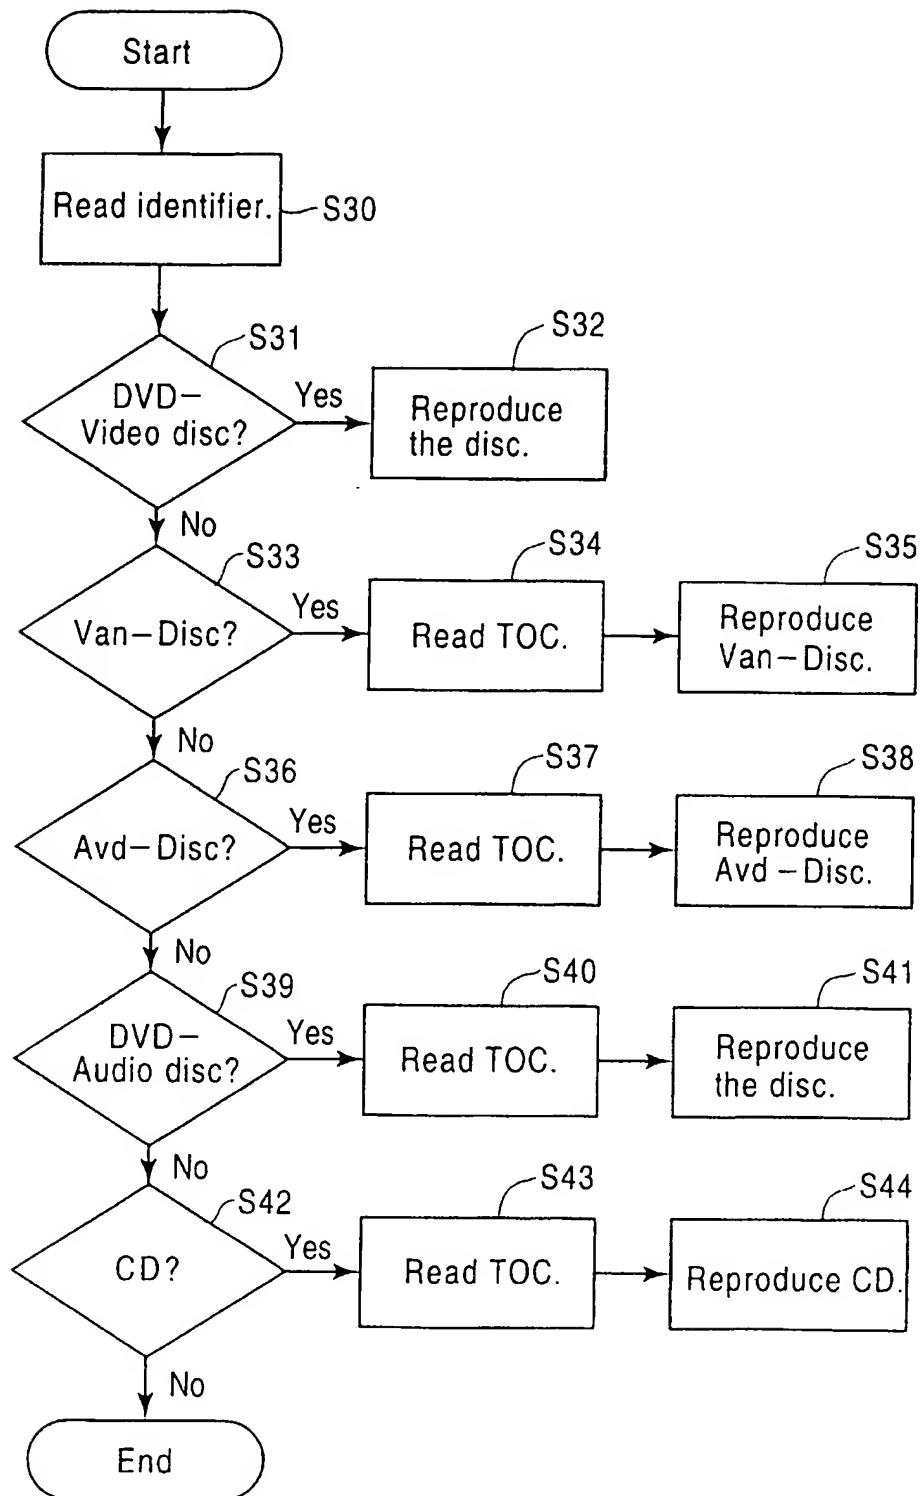 Start
Read identifier.
S30
S31
DVD–
Video disc?
Yes
S32
Reproduce
the disc.
No
S33
Van–Disc?
Yes
S34
Read TOC.
S35
Reproduce
Van–Disc.
No
S36
Avd–Disc?
Yes
S37
Read TOC.
S38
Reproduce
Avd –Disc.
No
S39
DVD–
Audio disc?
Yes
S40
Read TOC.
S41
Reproduce
the disc.
No
S42
CD?
Yes
S43
Read TOC.
S44
Reproduce CD.
No
End